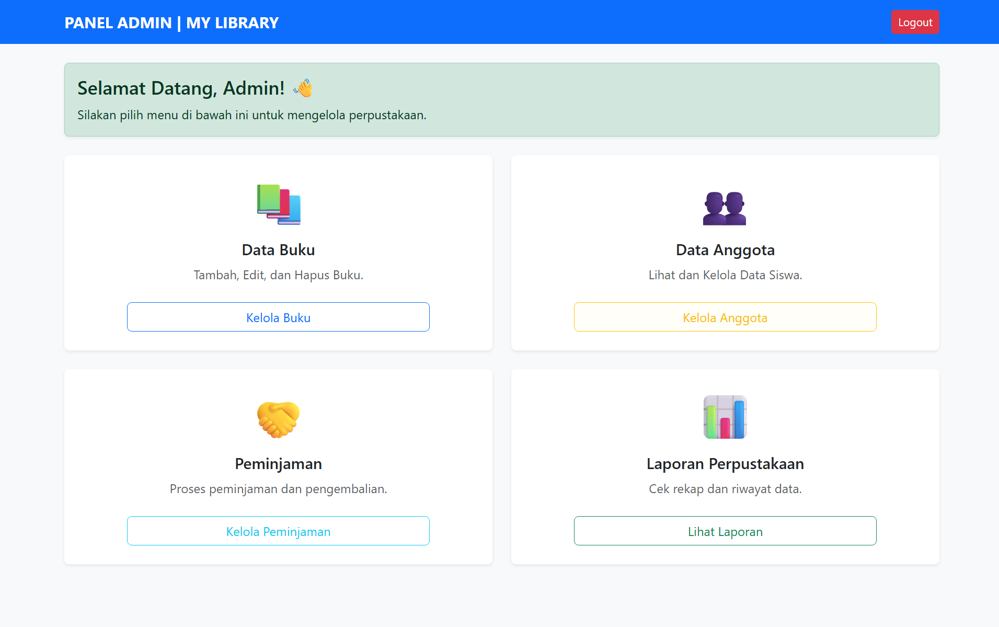 PANEL ADMIN | MY LIBRARY
Logout
Selamat Datang, Admin! 👋
Silakan pilih menu di bawah ini untuk mengelola perpustakaan.
Data Buku
Tambah, Edit, dan Hapus Buku.
Kelola Buku
Data Anggota
Lihat dan Kelola Data Siswa.
Kelola Anggota
Peminjaman
Proses peminjaman dan pengembalian.
Kelola Peminjaman
Laporan Perpustakaan
Cek rekap dan riwayat data.
Lihat Laporan